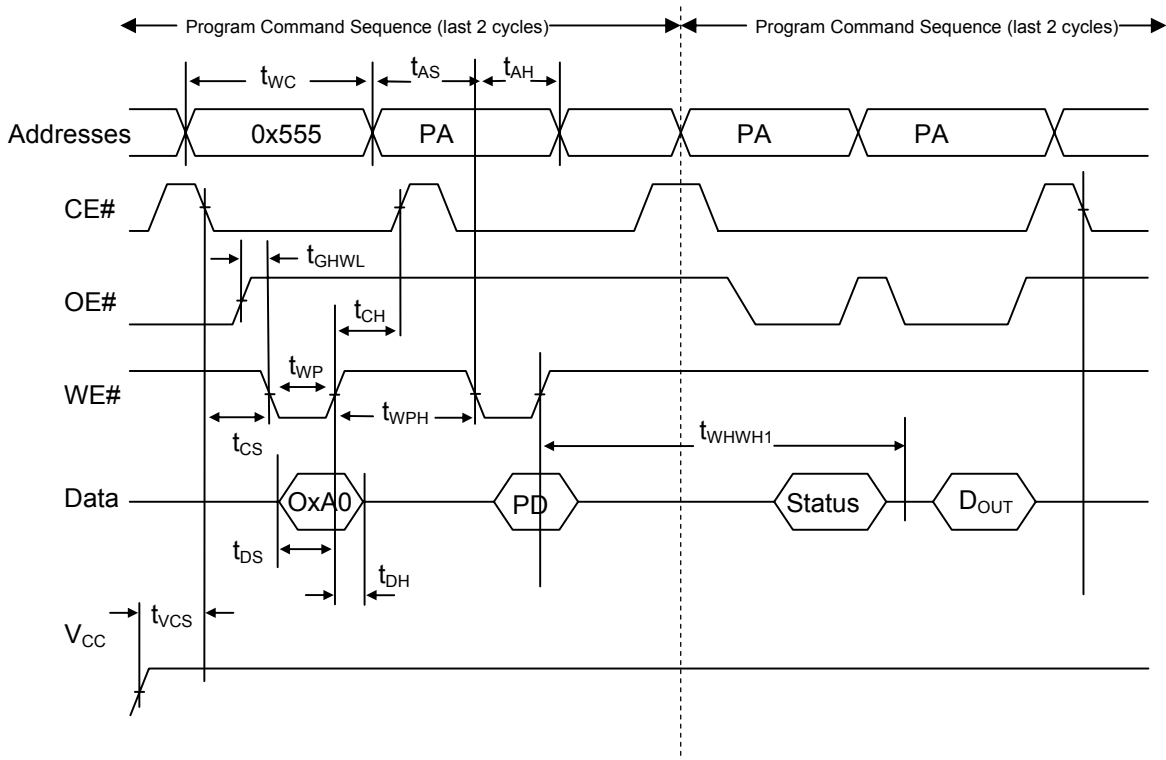 Program Command Sequence (last 2 cycles) Program Command Sequence (last 2 cycles)
tWC tAS tAH
Addresses 0x555 PA PA PA
CE#
tGHWL
OE#
tCH
tWP
WE#
tWPH
tCS tWHWH1
Data OxA0 PD Status DOUT
tDS
tDH
tVCS
VCC